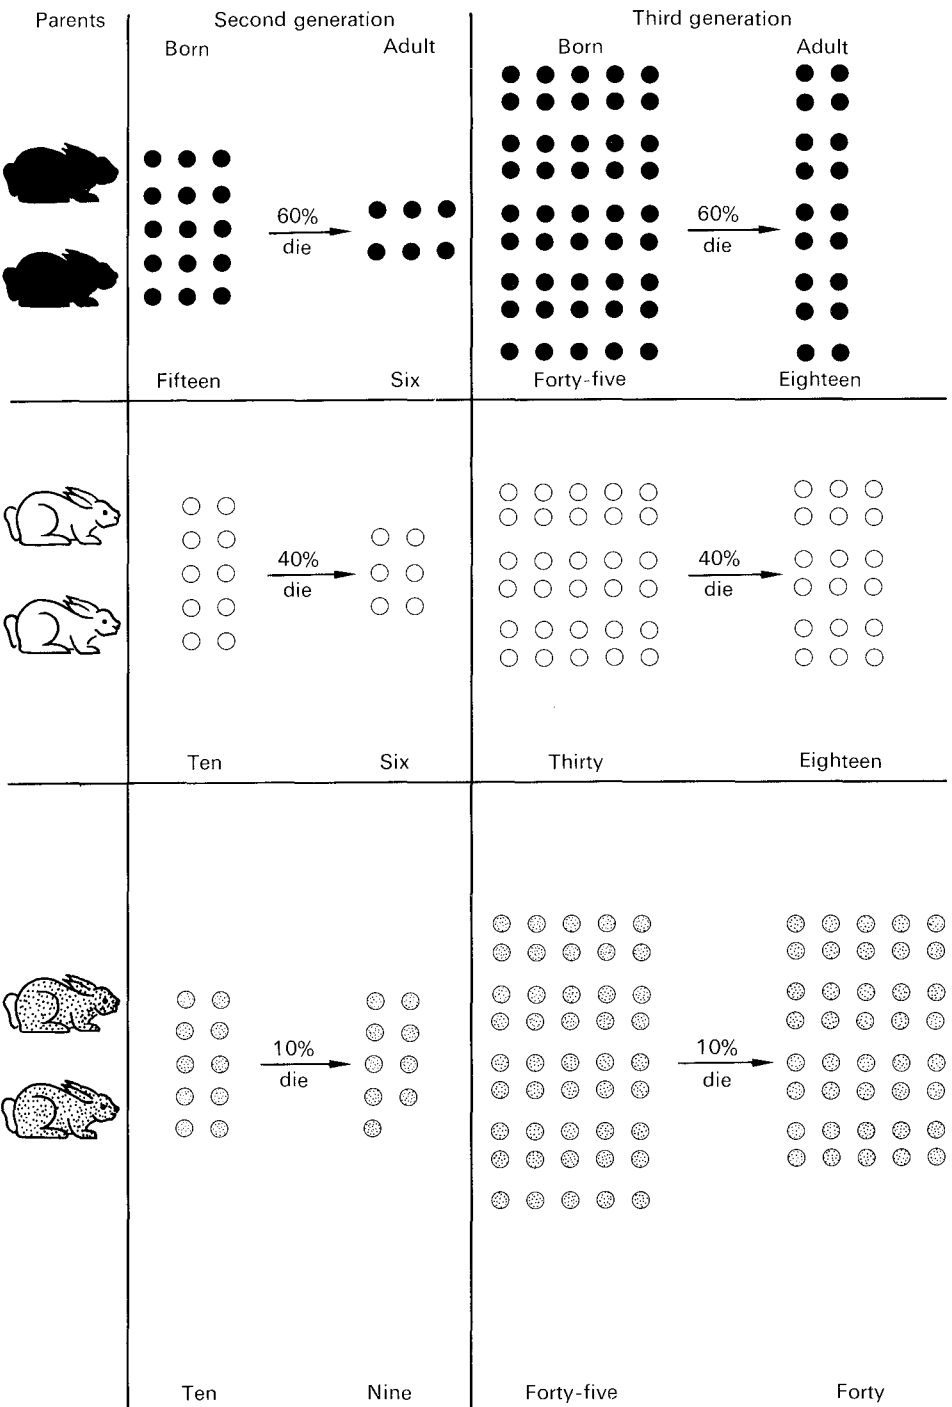 Parents
Second generation
Third generation
Born
Adult
Born
Adult
60%
die
60%
die
Fifteen
Six
Forty-five
Eighteen
40%
die
40%
die
Ten
Six
Thirty
Eighteen
10%
die
10%
die
Ten
Nine
Forty-five
Forty